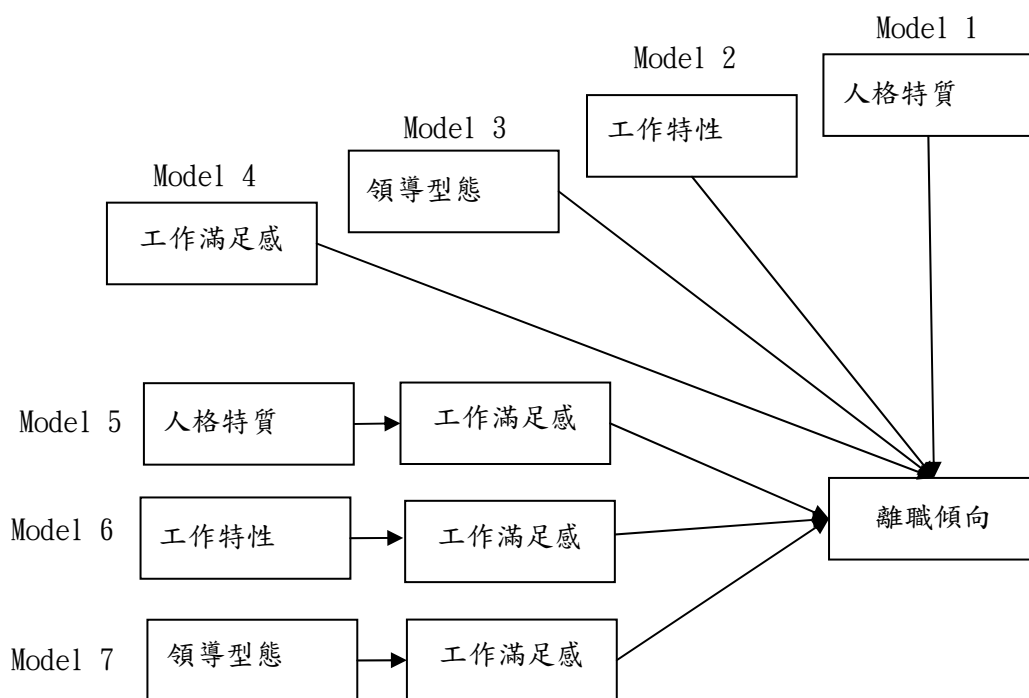 Model 1
人格特質
Model 2
工作特性
Model 3
領導型態
Model 4
工作滿足感
Model 5
人格特質
工作滿足感
Model 6
工作特性
工作滿足感
離職傾向
Model 7
領導型態
工作滿足感